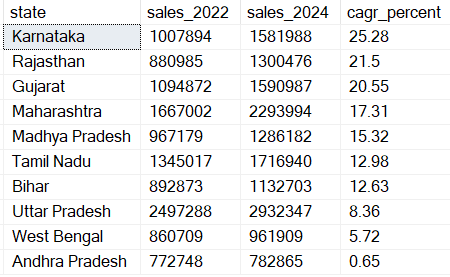 state sales_2022 sales_2024 cagr_percent
Karnataka 1007894 1581988 25.28
Rajasthan 880985 1300476 21.5
Gujarat 1094872 1590987 20.55
Maharashtra 1667002 2293994 17.31
Madhya Pradesh 967179 1286182 15.32
Tamil Nadu 1345017 1716940 12.98
Bihar 892873 1132703 12.63
Uttar Pradesh 2497288 2932347 8.36
West Bengal 860709 961909 5.72
Andhra Pradesh 772748 782865 0.65